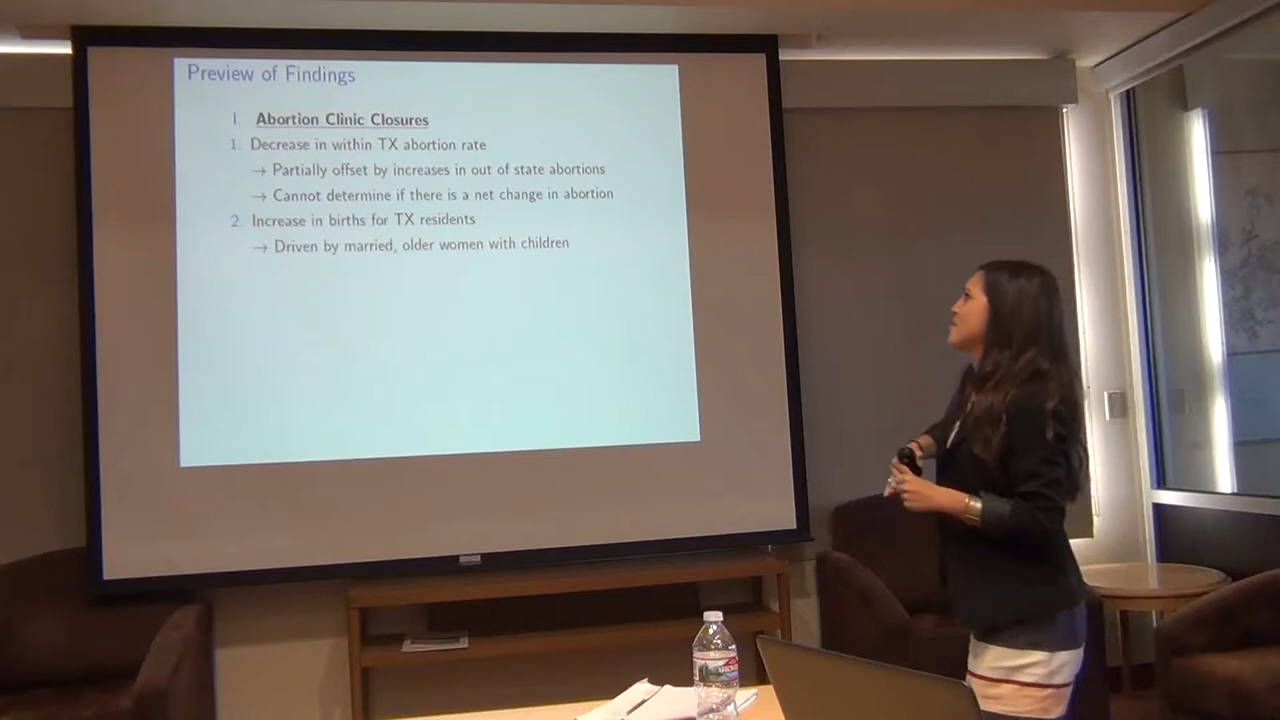 Preview of Findings
I. Abortion Clinic Closures
1. Decrease in within TX abortion rate
→ Partially offset by increases in out of state abortions
→ Cannot determine if there is a net change in abortion
2. Increase in births for TX residents
→ Driven by married, older women with children